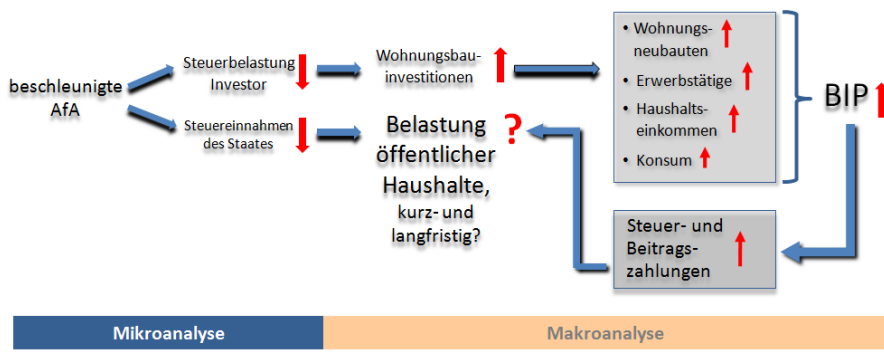 beschleunigte
AfA
Steuerbelastung
Investor
Steuereinnahmen
des Staates
Wohnungsbau-
investitionen
Belastung
öffentlicher
Haushalte,
kurz- und
langfristig?
?
• Wohnungs-
neubauten
• Erwerbstätige
• Haushalts-
einkommen
• Konsum
BIP
Steuer- und
Beitrags-
zahlungen
Mikroanalyse
Makroanalyse